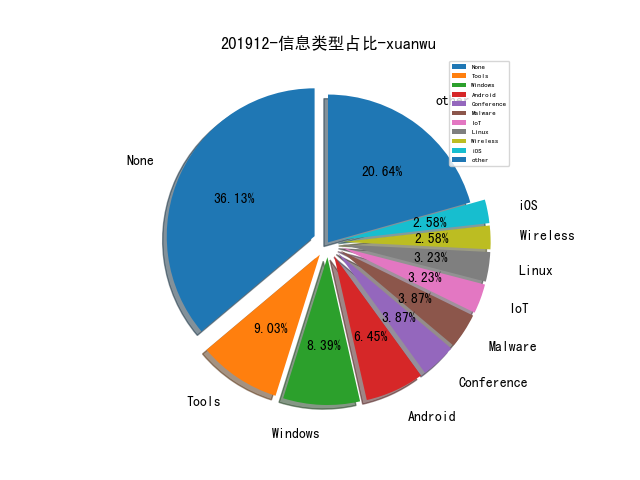 201912-信息类型占比-xuanwu
None
Tools
Windows
Android
Conference
Malware
IoT
Linux
Wireless
iOS
other
36.13%
20.64%
2.58%
2.58%
3.23%
3.23%
3.87%
3.87%
6.45%
8.39%
9.03%
None
Tools
Windows
Android
Conference
Malware
IoT
Linux
Wireless
iOS